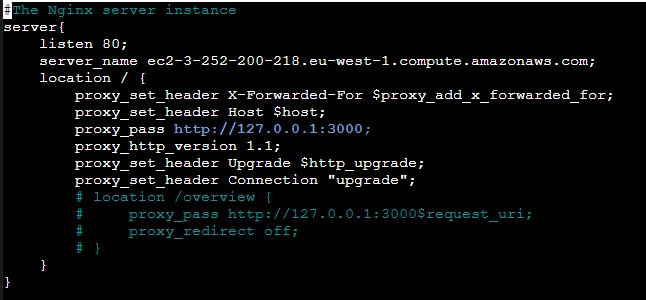 #The Nginx server instance
server{
    listen 80;
    server_name ec2-3-252-200-218.eu-west-1.compute.amazonaws.com;
    location / {
        proxy_set_header X-Forwarded-For $proxy_add_x_forwarded_for;
        proxy_set_header Host $host;
        proxy_pass http://127.0.0.1:3000;
        proxy_http_version 1.1;
        proxy_set_header Upgrade $http_upgrade;
        proxy_set_header Connection "upgrade";
        # location /overview {
        #     proxy_pass http://127.0.0.1:3000$request_uri;
        #     proxy_redirect off;
        # }
    }
}